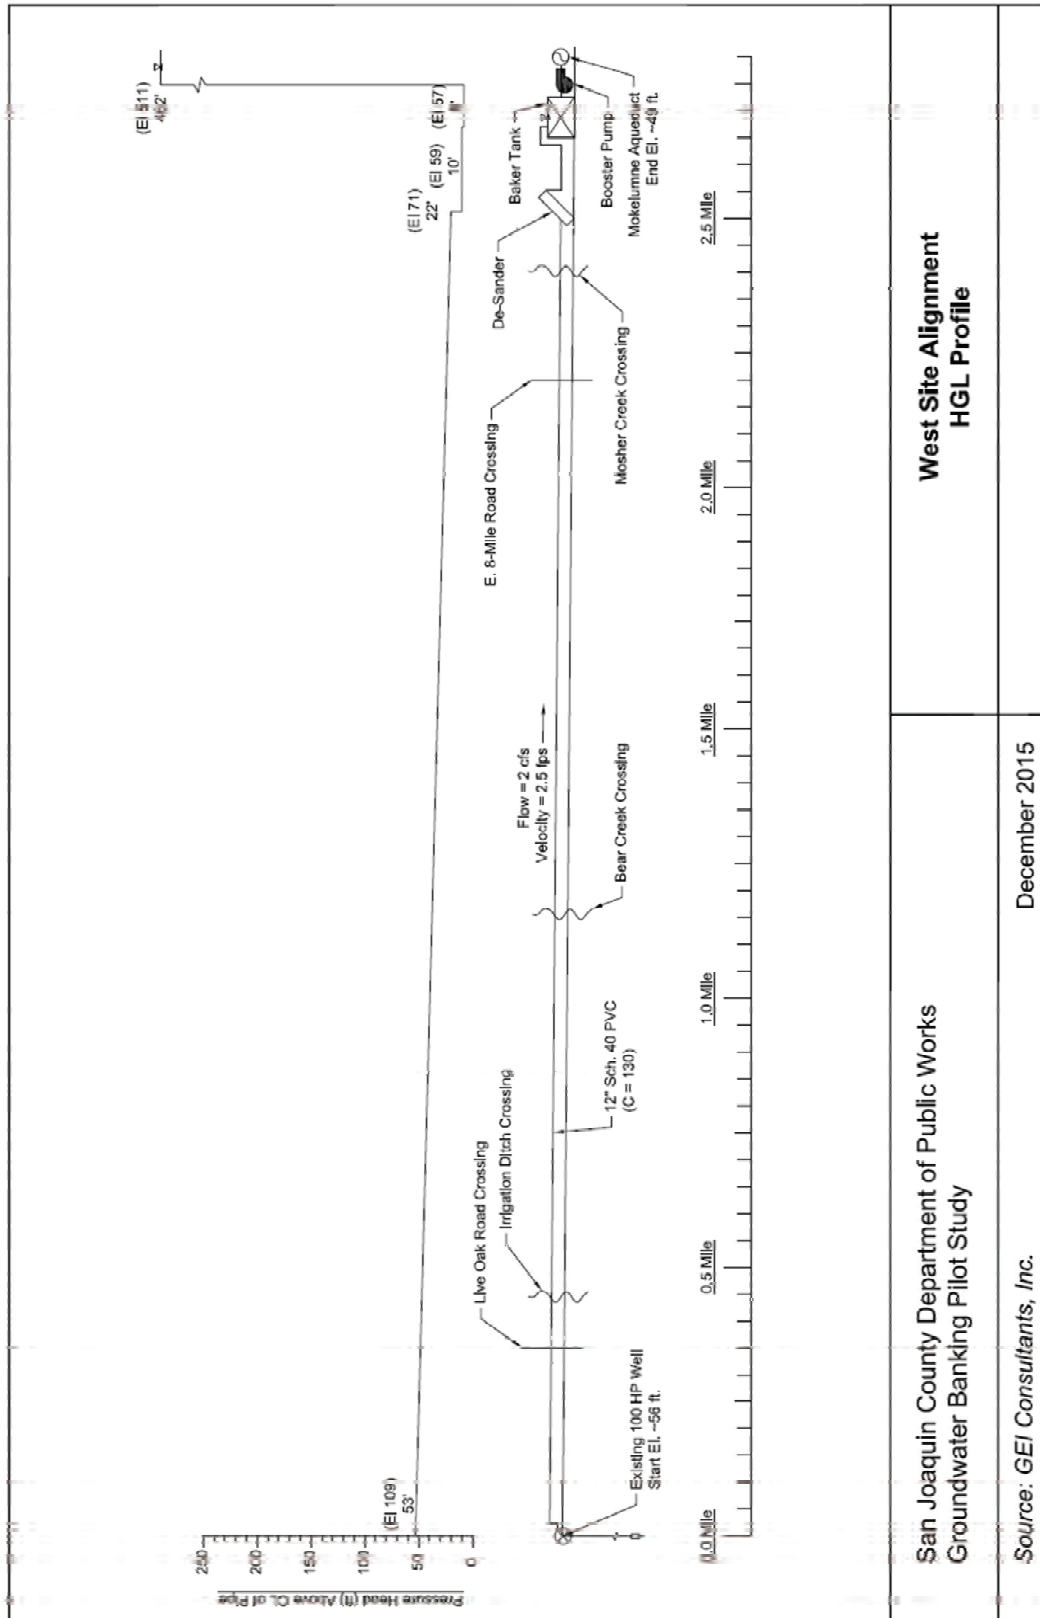 250
200
150
100
50
0
Pressure Head (ft) Above CL of Pipe
(El 109)
53'
(El 71)
22'
(El 59)
10'
(El 57)
8'
(El 511)
462'
Live Oak Road Crossing
Irrigation Ditch Crossing
Flow = 2 cfs
Velocity = 2.5 fps
E. 8-Mile Road Crossing
De-Sander
Baker Tank
Existing 100 HP Well
Start El. ~56 ft.
12" Sch. 40 PVC
(C = 130)
Bear Creek Crossing
Mosher Creek Crossing
Booster Pump
Mokelumne Aqueduct
End El. ~49 ft.
0.0 Mile
0.5 Mile
1.0 Mile
1.5 Mile
2.0 Mile
2.5 Mile
San Joaquin County Department of Public Works
Groundwater Banking Pilot Study
West Site Alignment
HGL Profile
Source: GEI Consultants, Inc.
December 2015